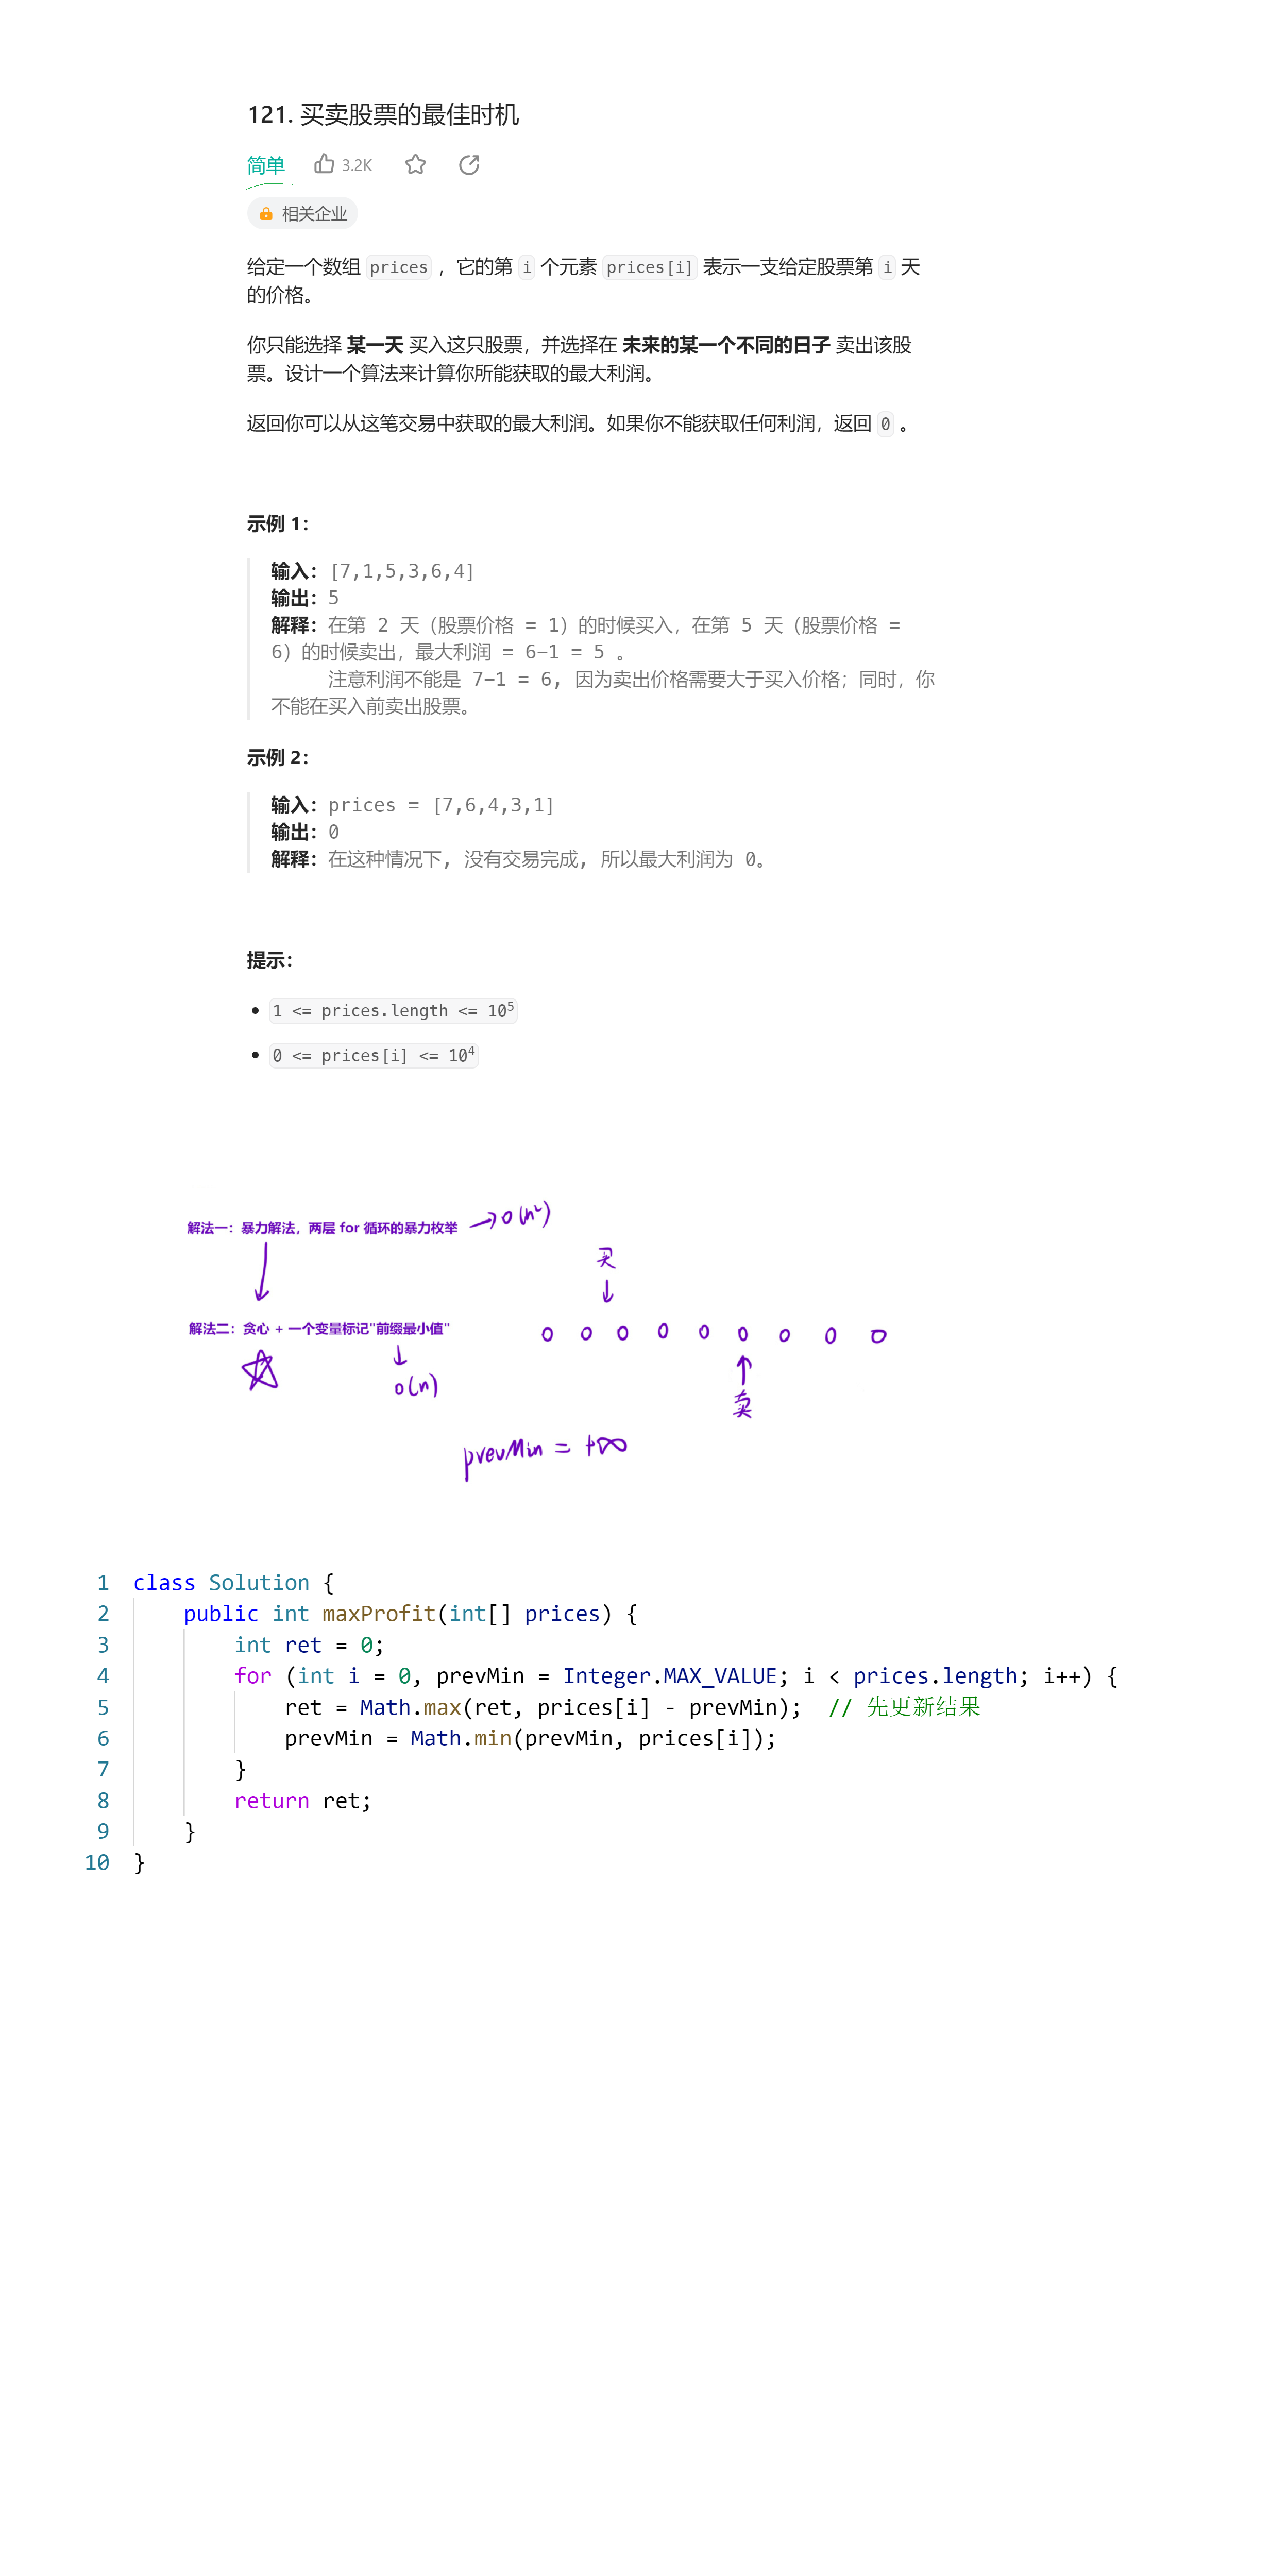 121. 买卖股票的最佳时机
简单 3.2K
相关企业
给定一个数组 prices ，它的第 i 个元素 prices[i] 表示一支给定股票第 i 天
的价格。
你只能选择 某一天 买入这只股票，并选择在 未来的某一个不同的日子 卖出该股
票。设计一个算法来计算你所能获取的最大利润。
返回你可以从这笔交易中获取的最大利润。如果你不能获取任何利润，返回 0 。
示例 1：
输入：[7,1,5,3,6,4]
输出：5
解释：在第 2 天（股票价格 = 1）的时候买入，在第 5 天（股票价格 =
6）的时候卖出，最大利润 = 6-1 = 5 。
注意利润不能是 7-1 = 6, 因为卖出价格需要大于买入价格；同时，你
不能在买入前卖出股票。
示例 2：
输入：prices = [7,6,4,3,1]
输出：0
解释：在这种情况下, 没有交易完成, 所以最大利润为 0。
提示：
1 <= prices.length <= 10⁵
0 <= prices[i] <= 10⁴
解法一：暴力解法，两层 for 循环的暴力枚举 → O(n²)
买
↓
解法二：贪心 + 一个变量标记"前缀最小值" 0 0 0 0 0 0 0 0 0
↓ ↑
O(n) 卖
prevMin = +∞
1 class Solution {
2 public int maxProfit(int[] prices) {
3 int ret = 0;
4 for (int i = 0, prevMin = Integer.MAX_VALUE; i < prices.length; i++) {
5 ret = Math.max(ret, prices[i] - prevMin); // 先更新结果
6 prevMin = Math.min(prevMin, prices[i]);
7 }
8 return ret;
9 }
10 }